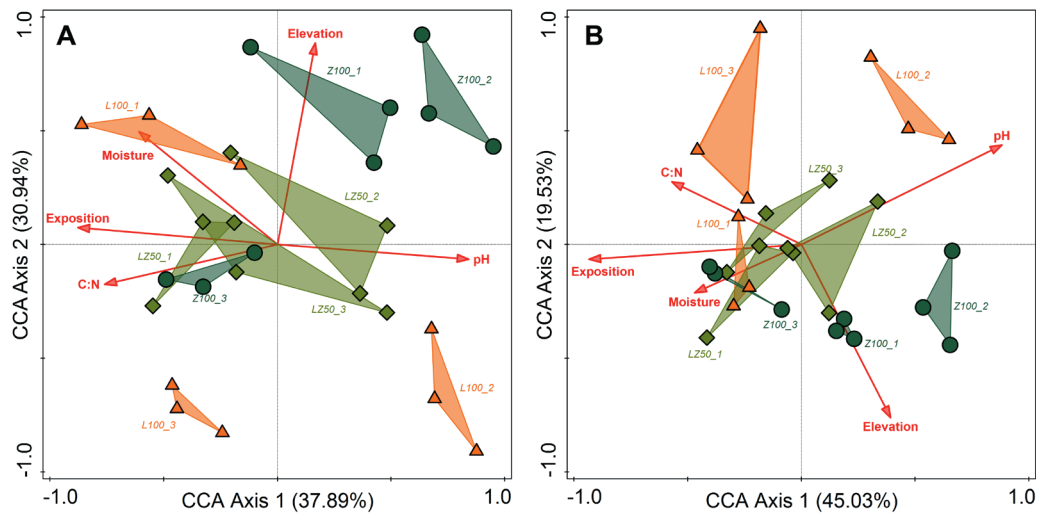 A
1.0
-1.0
CCA Axis 2 (30.94%)
Elevation
Z100_1
Z100_2
L100_1
Moisture
LZ50_2
Exposition
LZ50_1
C:N
pH
Z100_3
LZ50_3
L100_2
L100_3
-1.0
CCA Axis 1 (37.89%)
1.0
B
1.0
-1.0
CCA Axis 2 (19.53%)
L100_3
L100_2
pH
C:N
LZ50_3
L100_1
LZ50_2
Exposition
Moisture
Z100_3
Z100_2
Z100_1
LZ50_1
Elevation
-1.0
CCA Axis 1 (45.03%)
1.0